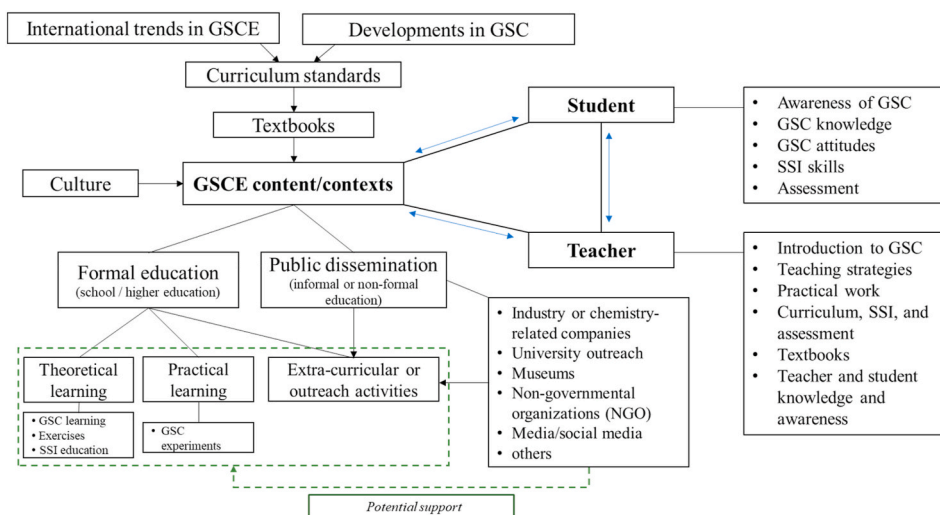 International trends in GSCE
Developments in GSC
Curriculum standards
Textbooks
Culture
GSCE content/contexts
Student
• Awareness of GSC
• GSC knowledge
• GSC attitudes
• SSI skills
• Assessment
Teacher
• Introduction to GSC
• Teaching strategies
• Practical work
• Curriculum, SSI, and
assessment
• Textbooks
• Teacher and student
knowledge and
awareness
Formal education
(school / higher education)
Public dissemination
(informal or non-formal
education)
• Industry or chemistry-
related companies
• University outreach
• Museums
• Non-governmental
organizations (NGO)
• Media/social media
• others
Theoretical
learning
• GSC learning
• Exercises
• SSI education
Practical
learning
• GSC
experiments
Extra-curricular or
outreach activities
Potential support